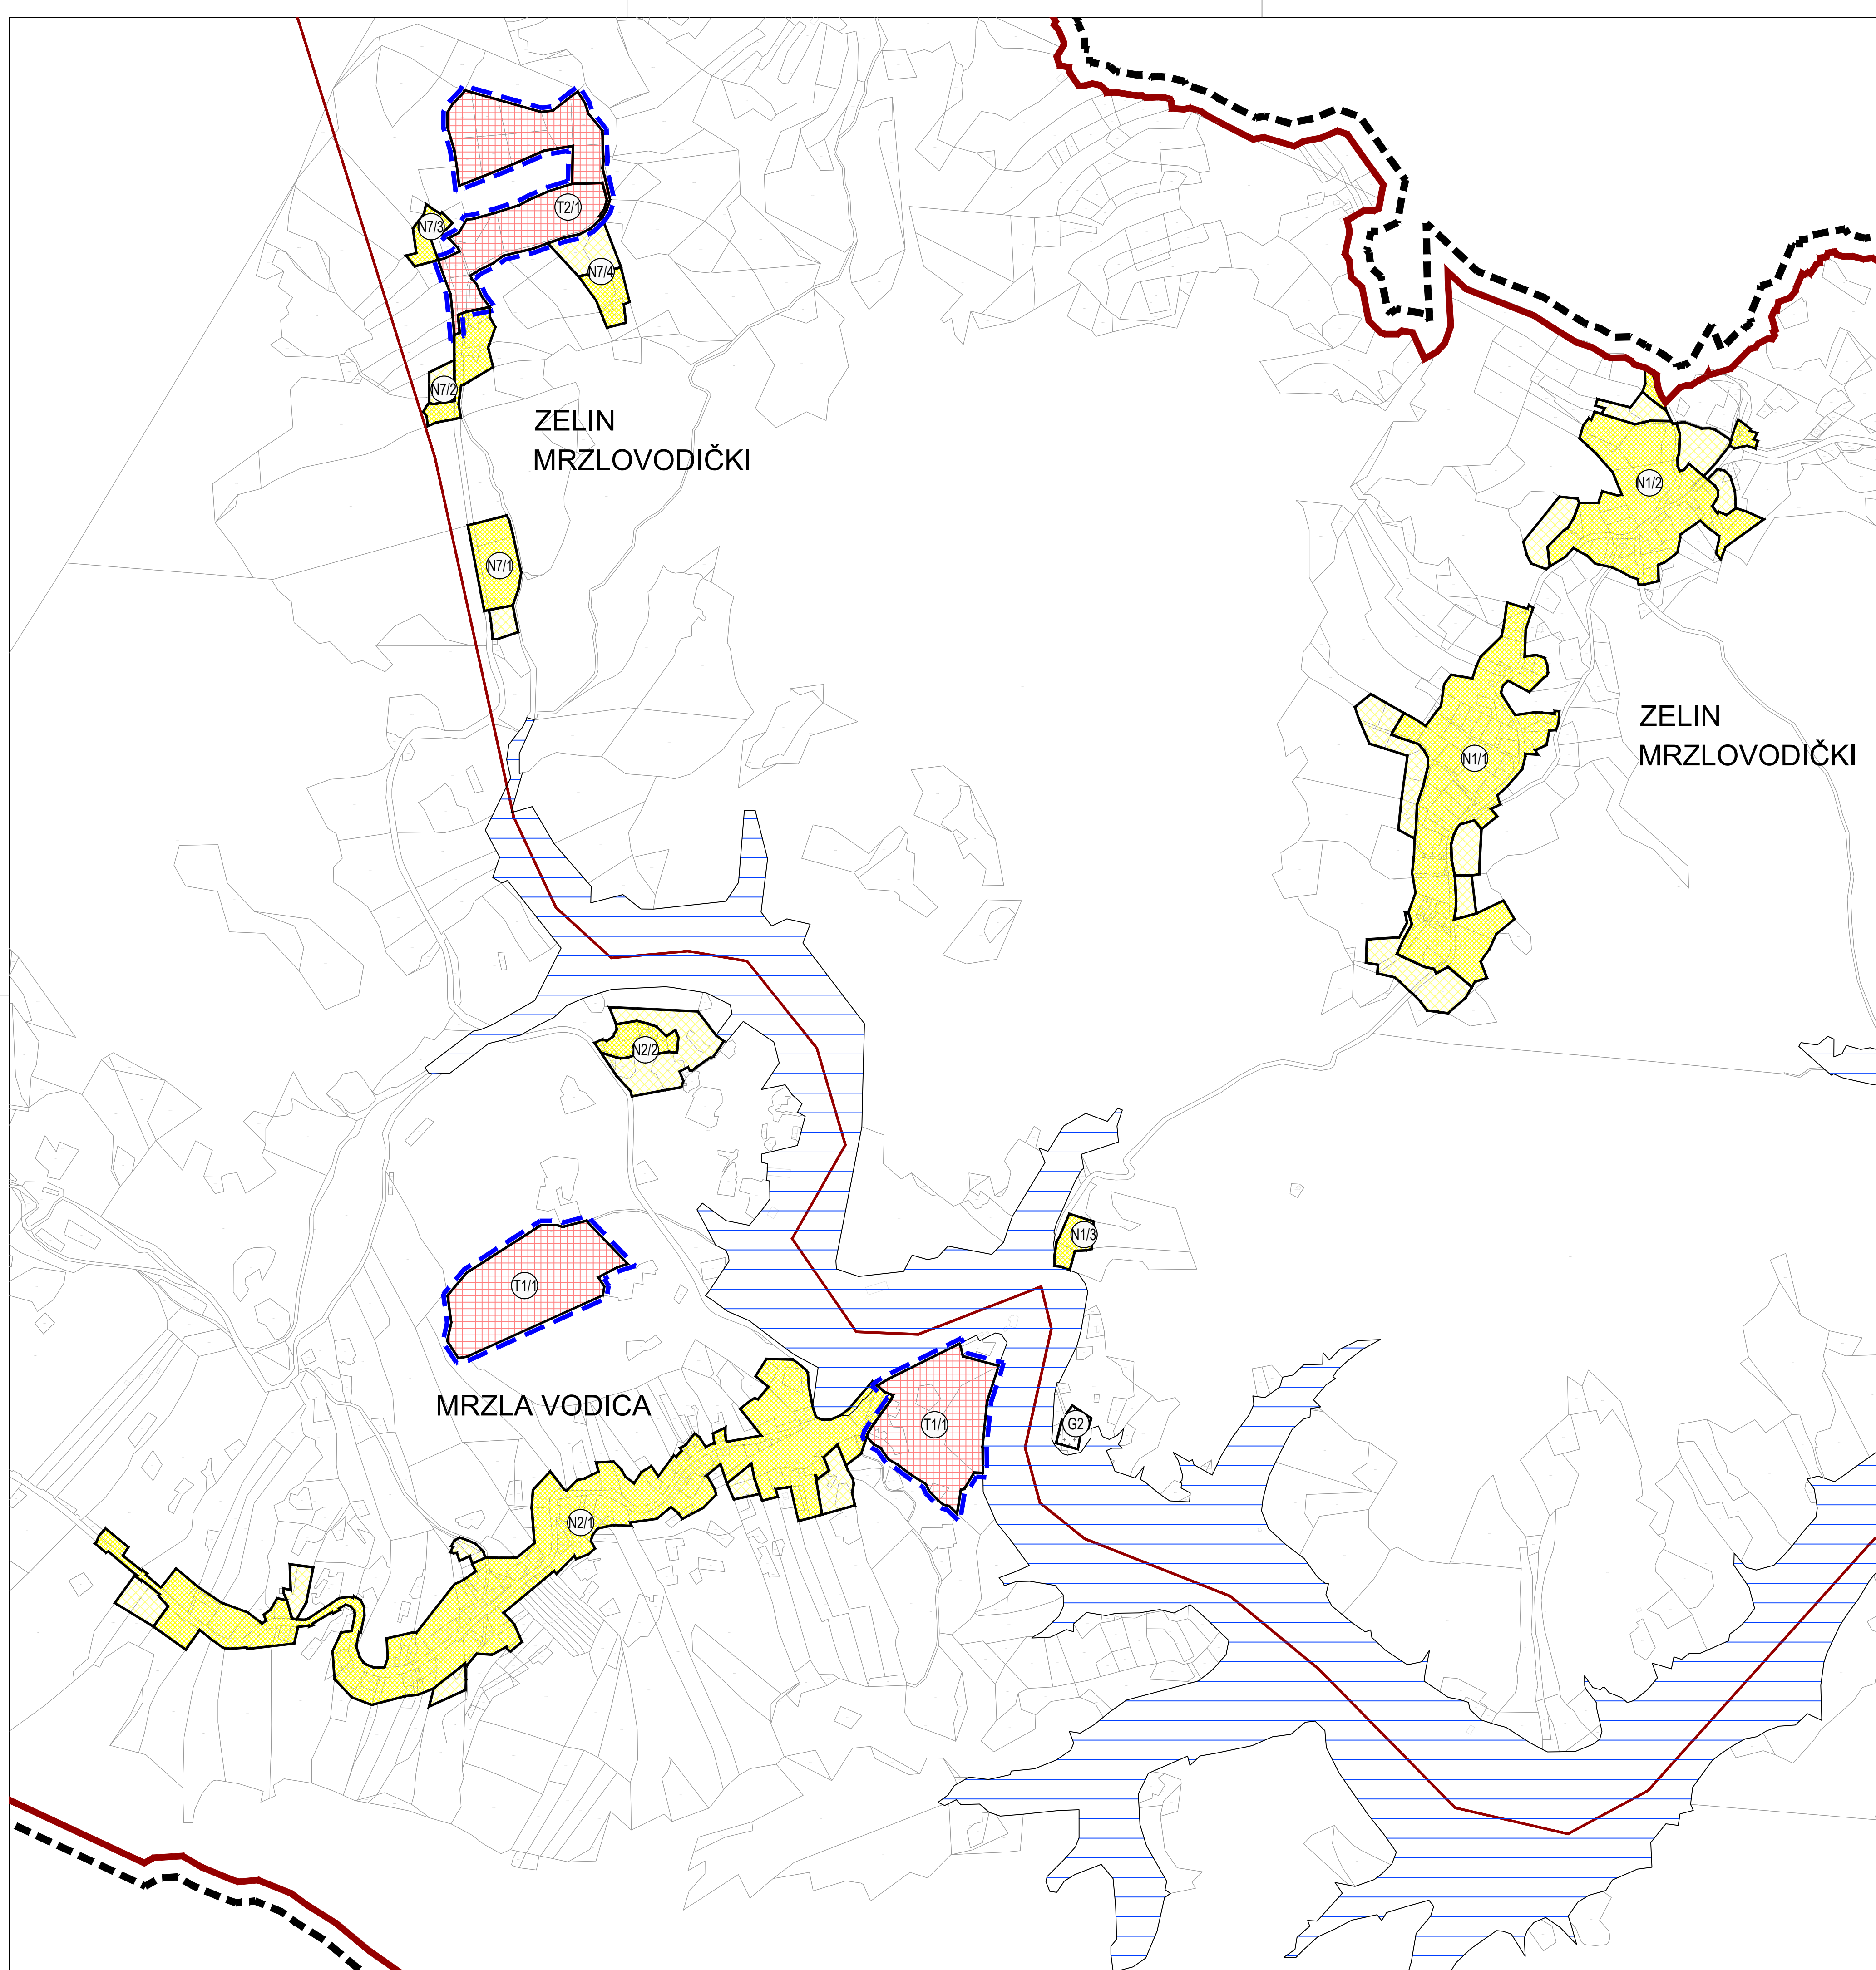 T2/1
N7/3
N7/4
N7/2
ZELIN
MRZLOVODIČKI
N1/2
N7/1
ZELIN
MRZLOVODIČKI
N1/1
N2/2
N1/3
T1/1
MRZLA VODICA
T1/1
G2
N2/1